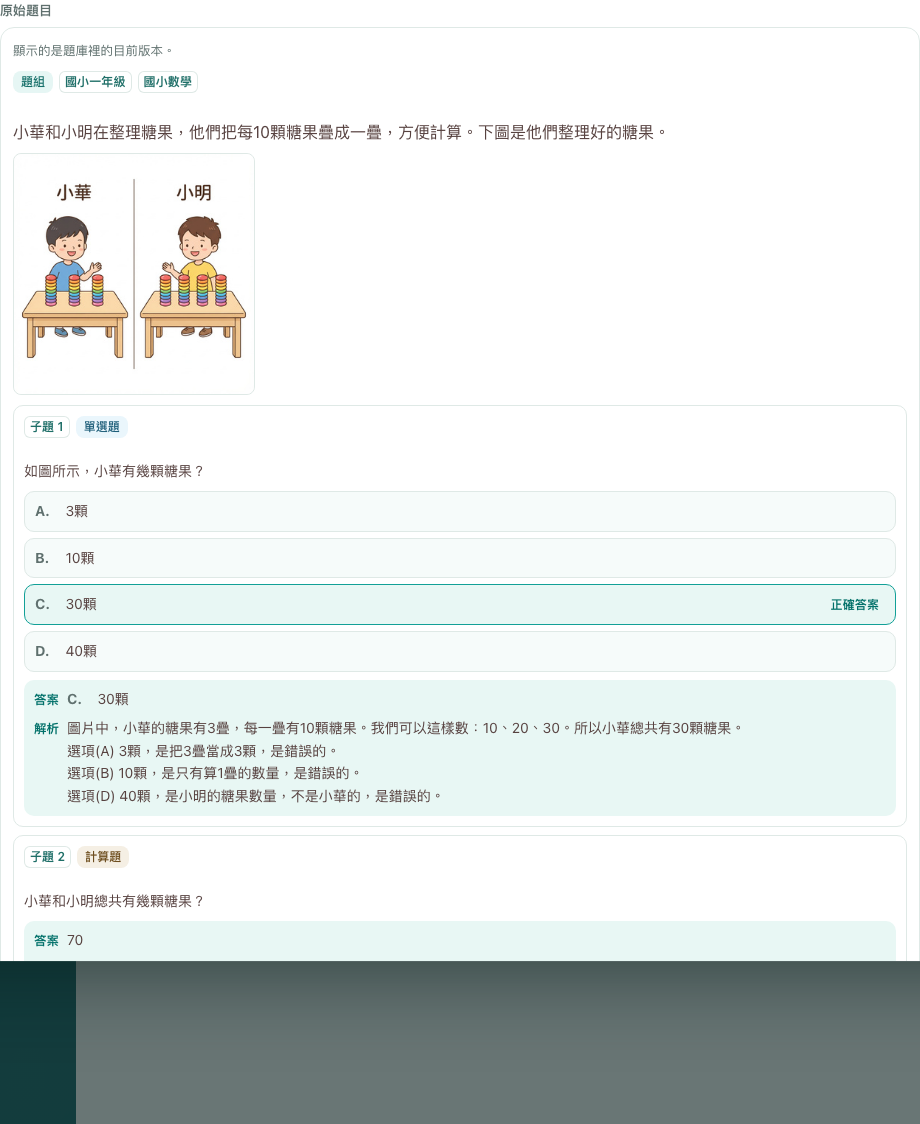 原始題目
顯示的是題庫裡的目前版本。
題組 國小一年級 國小數學
小華和小明在整理糖果，他們把每10顆糖果疊成一疊，方便計算。下圖是他們整理好的糖果。
小華 小明
子題 1 單選題
如圖所示，小華有幾顆糖果？
A. 3顆
B. 10顆
C. 30顆 正確答案
D. 40顆
答案 C. 30顆
解析 圖片中，小華的糖果有3疊，每一疊有10顆糖果。我們可以這樣數：10、20、30。所以小華總共有30顆糖果。
選項(A) 3顆，是把3疊當成3顆，是錯誤的。
選項(B) 10顆，是只有算1疊的數量，是錯誤的。
選項(D) 40顆，是小明的糖果數量，不是小華的，是錯誤的。
子題 2 計算題
小華和小明總共有幾顆糖果？
答案 70